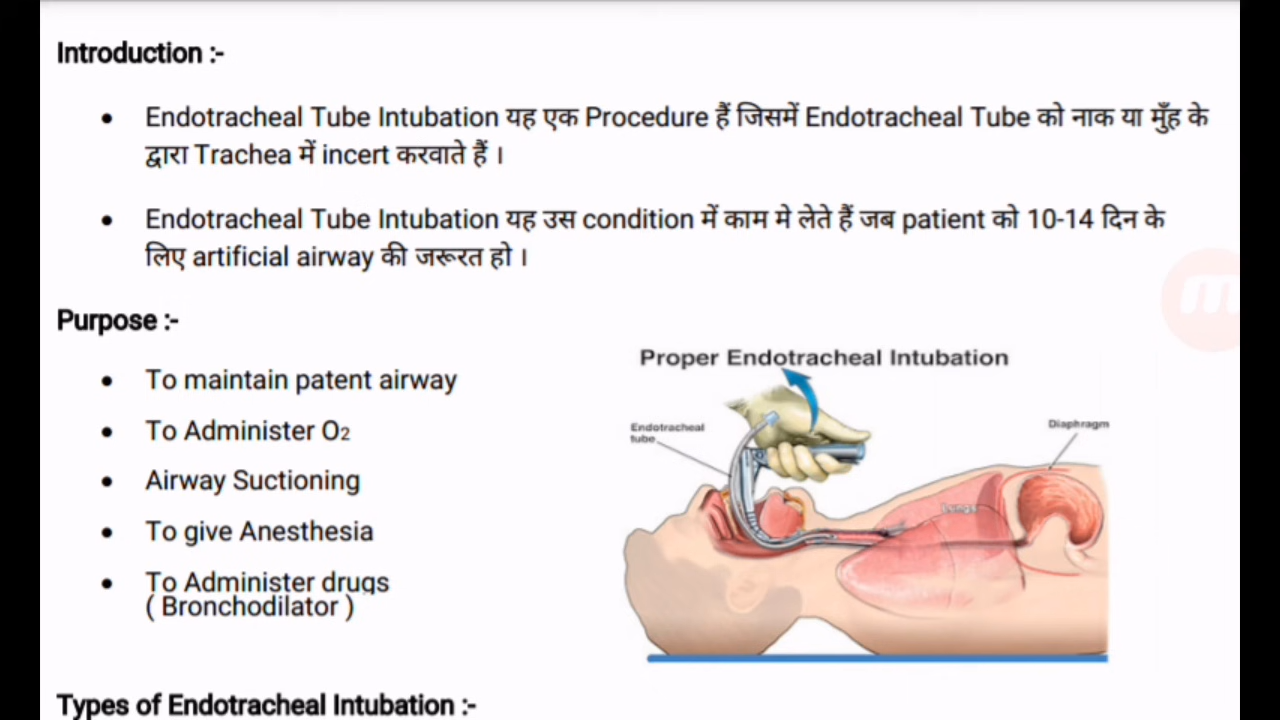 Introduction :-
• Endotracheal Tube Intubation यह एक Procedure हैं जिसमें Endotracheal Tube को नाक या मुँह के
द्वारा Trachea में incert करवाते हैं ।
• Endotracheal Tube Intubation यह उस condition में काम मे लेते हैं जब patient को 10-14 दिन के
लिए artificial airway की जरूरत हो ।
Purpose :-
• To maintain patent airway
• To Administer O2
• Airway Suctioning
• To give Anesthesia
• To Administer drugs
( Bronchodilator )
Proper Endotracheal Intubation
Endotracheal
tube
Diaphragm
Lungs
Types of Endotracheal Intubation :-